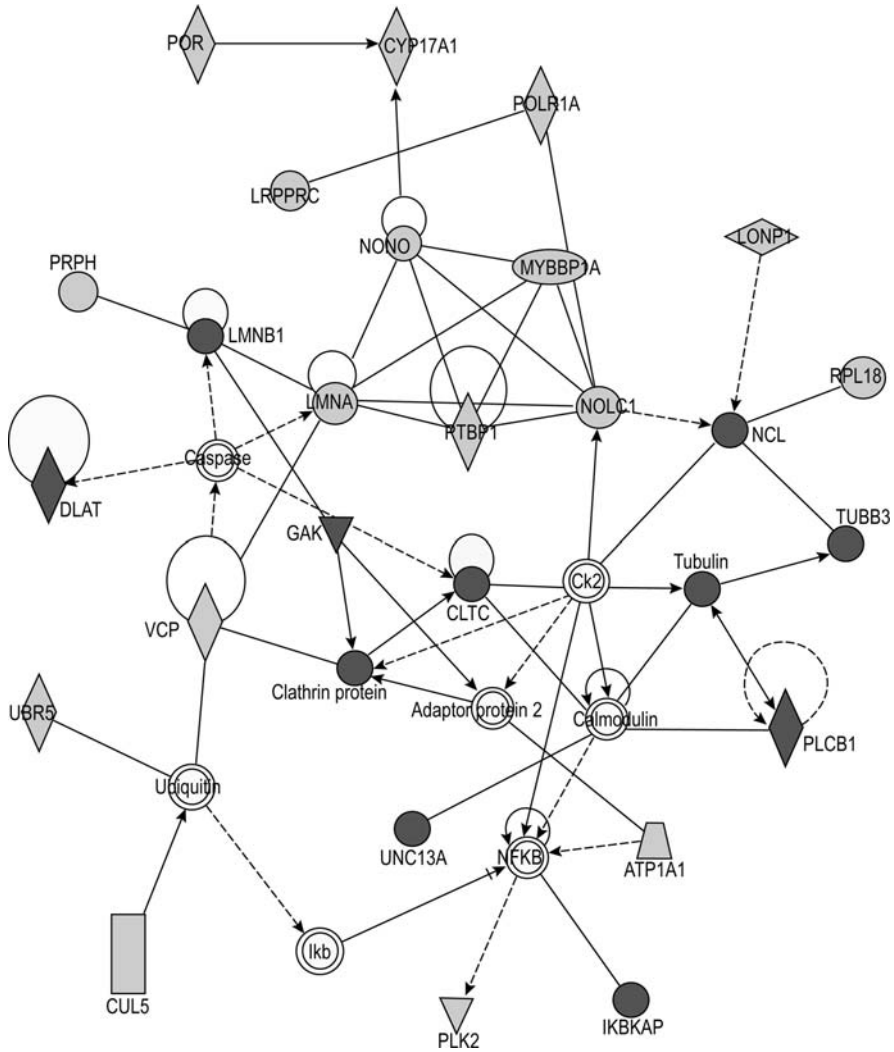 POR
CYP17A1
POLR1A
LRPPRC
NONO
LONP1
PRPH
MYBBP1A
LMNB1
RPL18
LMNA
NOLC1
PTBP1
NCL
Caspase
DLAT
TUBB3
GAK
Tubulin
Ck2
CLTC
VCP
Clathrin protein
Adaptor protein 2
Calmodulin
UBR5
PLCB1
Ubiquitin
UNC13A
NFKB
ATP1A1
Ikb
CUL5
PLK2
IKBKAP